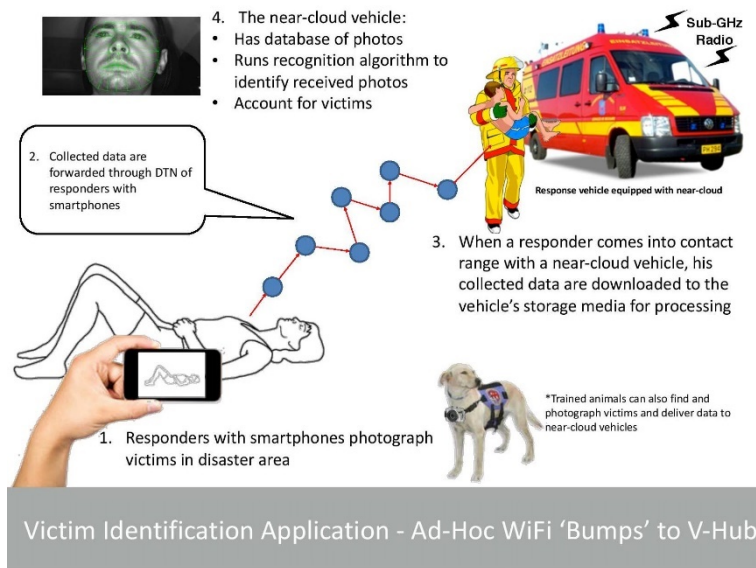 4. The near-cloud vehicle:
• Has database of photos
• Runs recognition algorithm to
identify received photos
• Account for victims
Sub-GHz
Radio
2. Collected data are
forwarded through DTN of
responders with
smartphones
Response vehicle equipped with near-cloud
3. When a responder comes into contact
range with a near-cloud vehicle, his
collected data are downloaded to the
vehicle's storage media for processing
*Trained animals can also find and
photograph victims and deliver data to
near-cloud vehicles
1. Responders with smartphones photograph
victims in disaster area
Victim Identification Application - Ad-Hoc WiFi 'Bumps' to V-Hub